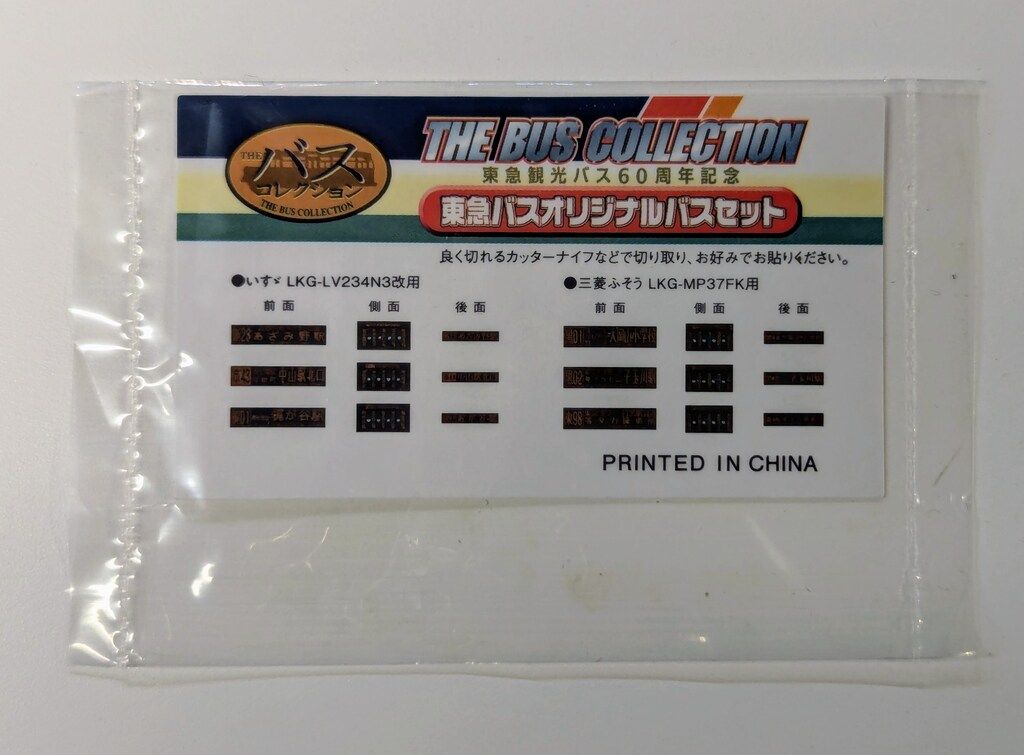 THE
バス
コレクション
THE BUS COLLECTION
THE BUS COLLECTION
東急観光バス60周年記念
東急バスオリジナルバスセット
良く切れるカッターナイフなどで切り取り、お好みでお貼りください。
●いすゞ LKG-LV234N3改用
前面 側面 後面
あざみ野駅
中山駅北口
梶が谷駅
●三菱ふそう LKG-MP37FK用
前面 側面 後面
PRINTED IN CHINA